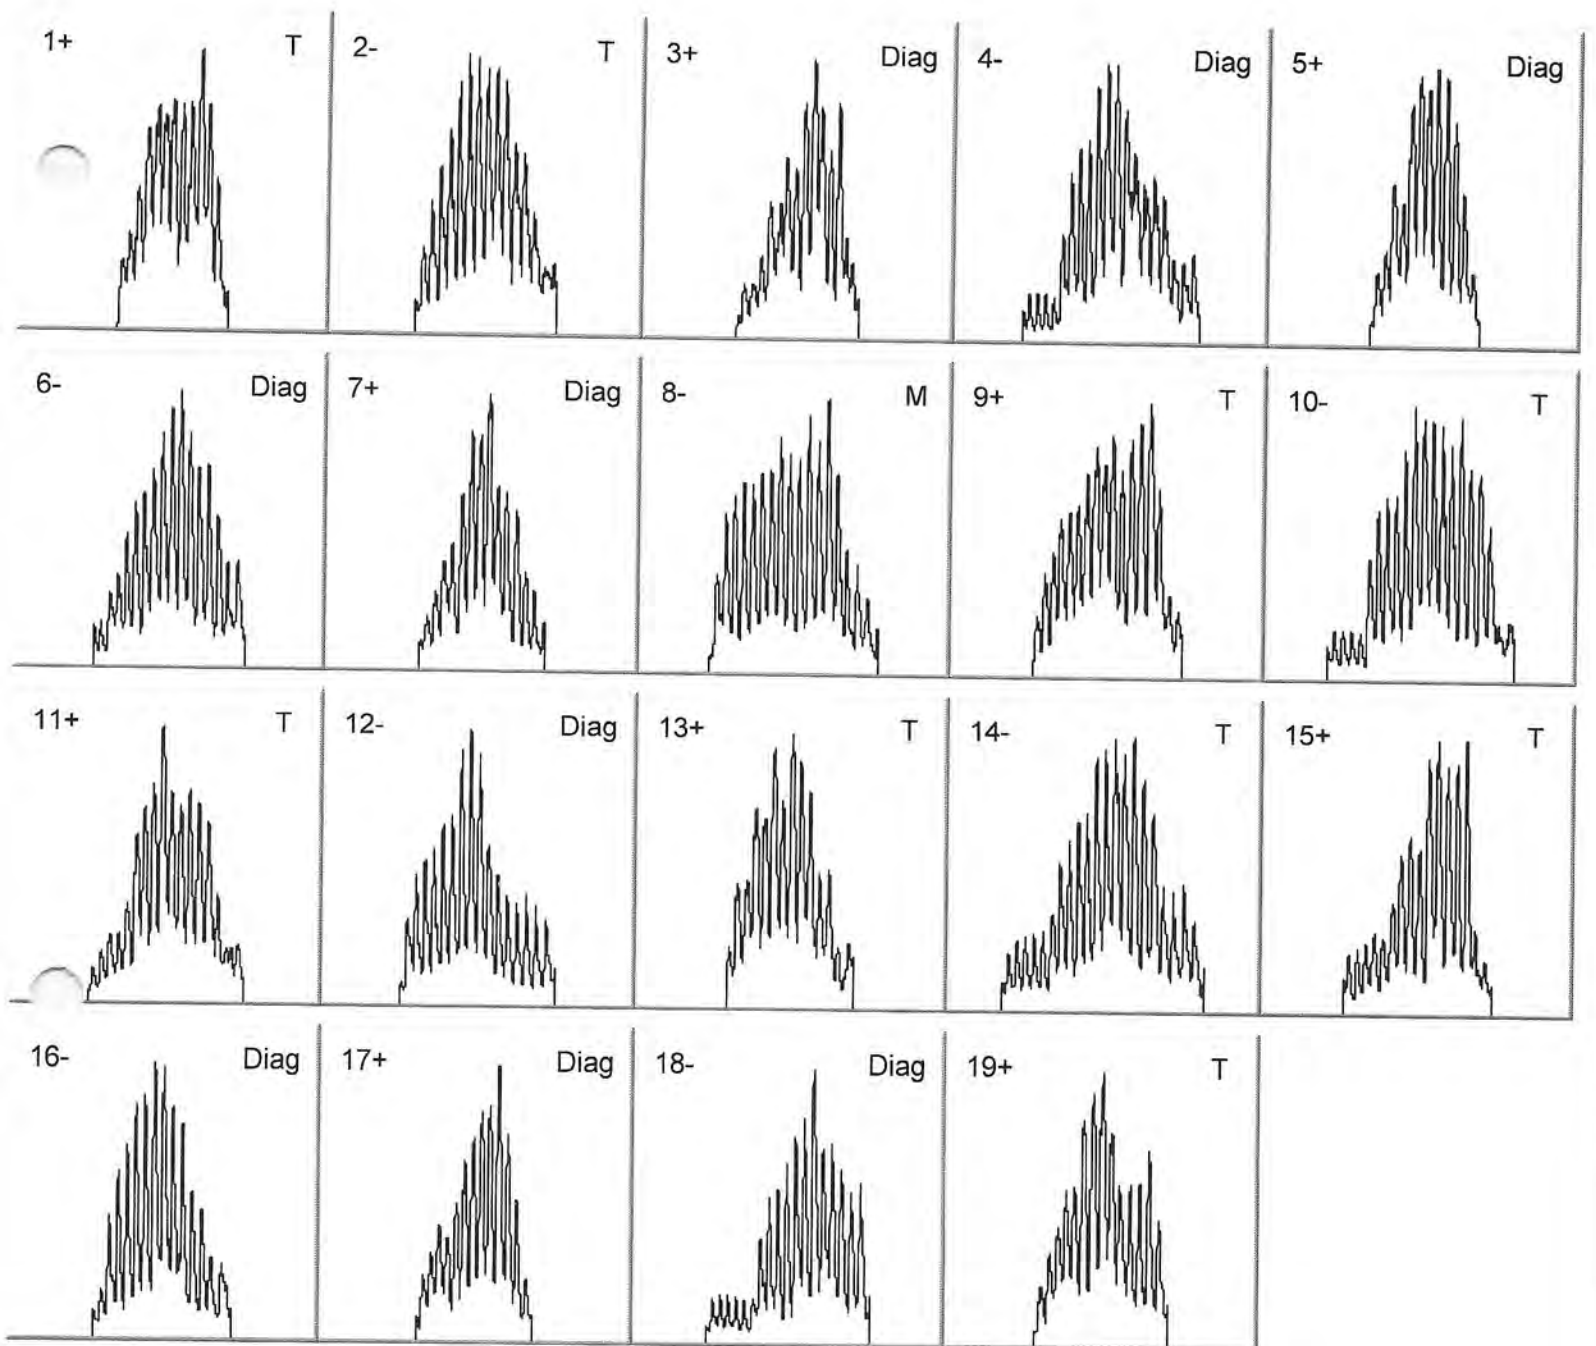 1+ T 2- T 3+ Diag 4- Diag 5+ Diag
6- Diag 7+ Diag 8- M 9+ T 10- T
11+ T 12- Diag 13+ T 14- T 15+ T
16- Diag 17+ Diag 18- Diag 19+ T